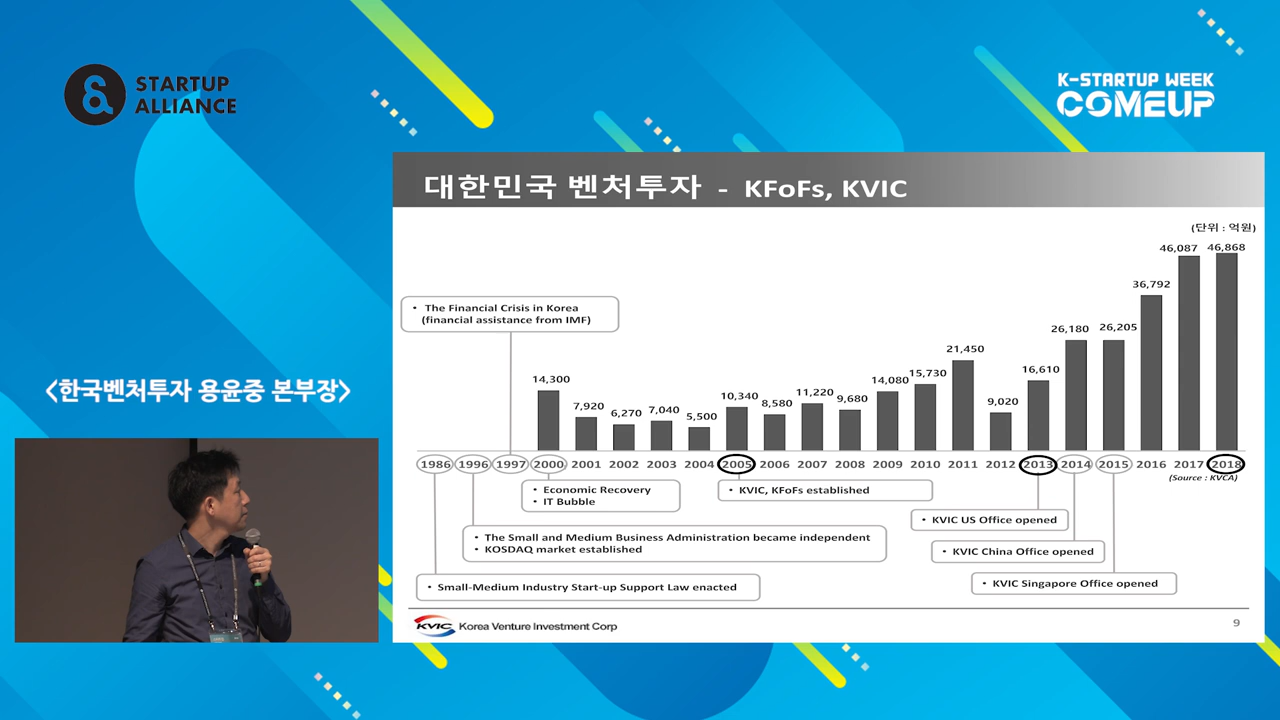 STARTUP
ALLIANCE
K-STARTUP WEEK
COMEUP
대한민국 벤처투자 - KFoFs, KVIC
(단위 : 억원)
• The Financial Crisis in Korea
(financial assistance from IMF)
14,300 7,920 6,270 7,040 5,500 10,340 8,580 11,220 9,680 14,080 15,730 21,450 9,020 16,610 26,180 26,205 36,792 46,087 46,868
1986 1996 1997 2000 2001 2002 2003 2004 2005 2006 2007 2008 2009 2010 2011 2012 2013 2014 2015 2016 2017 2018
(Source : KVCA)
• Economic Recovery
• IT Bubble
• KVIC, KFoFs established
• KVIC US Office opened
• The Small and Medium Business Administration became independent
• KOSDAQ market established
• KVIC China Office opened
• Small-Medium Industry Start-up Support Law enacted
• KVIC Singapore Office opened
KVIC Korea Venture Investment Corp
9
<한국벤처투자 용윤중 본부장>